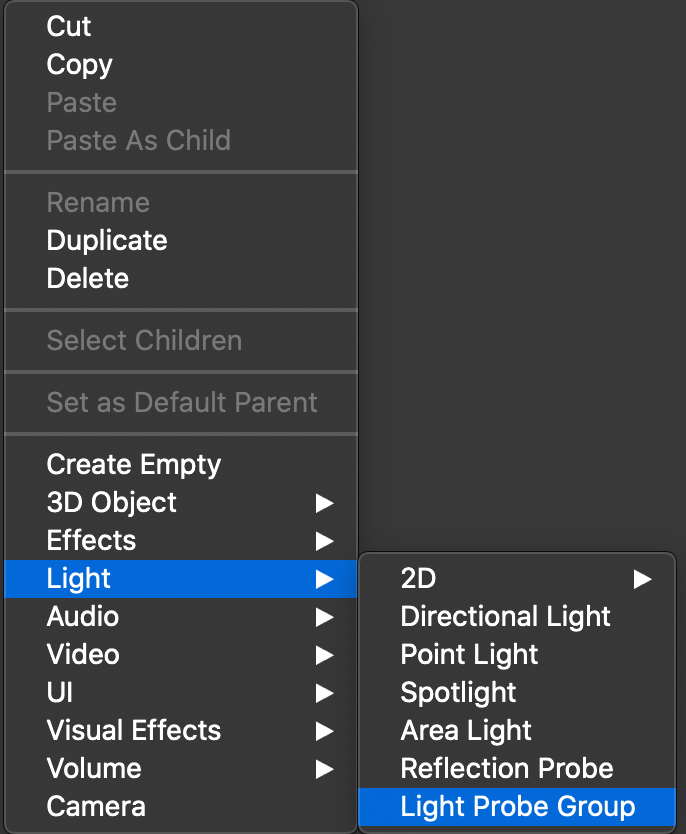 Cut
Copy
Paste
Paste As Child
Rename
Duplicate
Delete
Select Children
Set as Default Parent
Create Empty
3D Object
Effects
Light
Audio
Video
UI
Visual Effects
Volume
Camera
2D
Directional Light
Point Light
Spotlight
Area Light
Reflection Probe
Light Probe Group